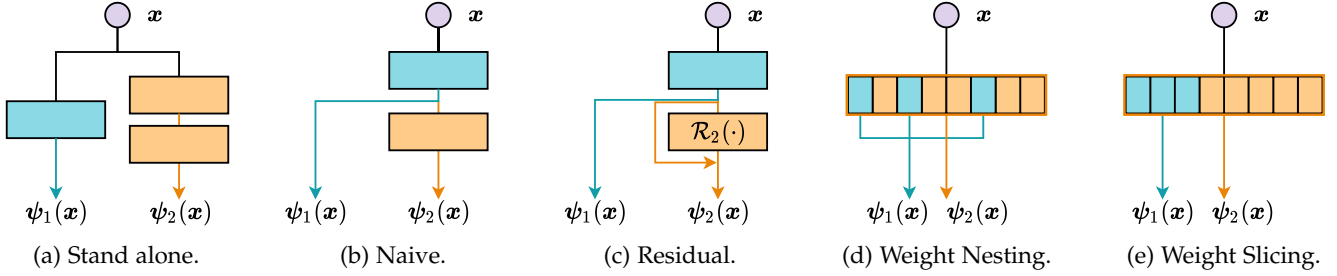 x x x x x
R₂(·)
ψ₁(x) ψ₂(x) ψ₁(x) ψ₂(x) ψ₁(x) ψ₂(x) ψ₁(x) ψ₂(x) ψ₁(x) ψ₂(x)
(a) Stand alone. (b) Naive. (c) Residual. (d) Weight Nesting. (e) Weight Slicing.